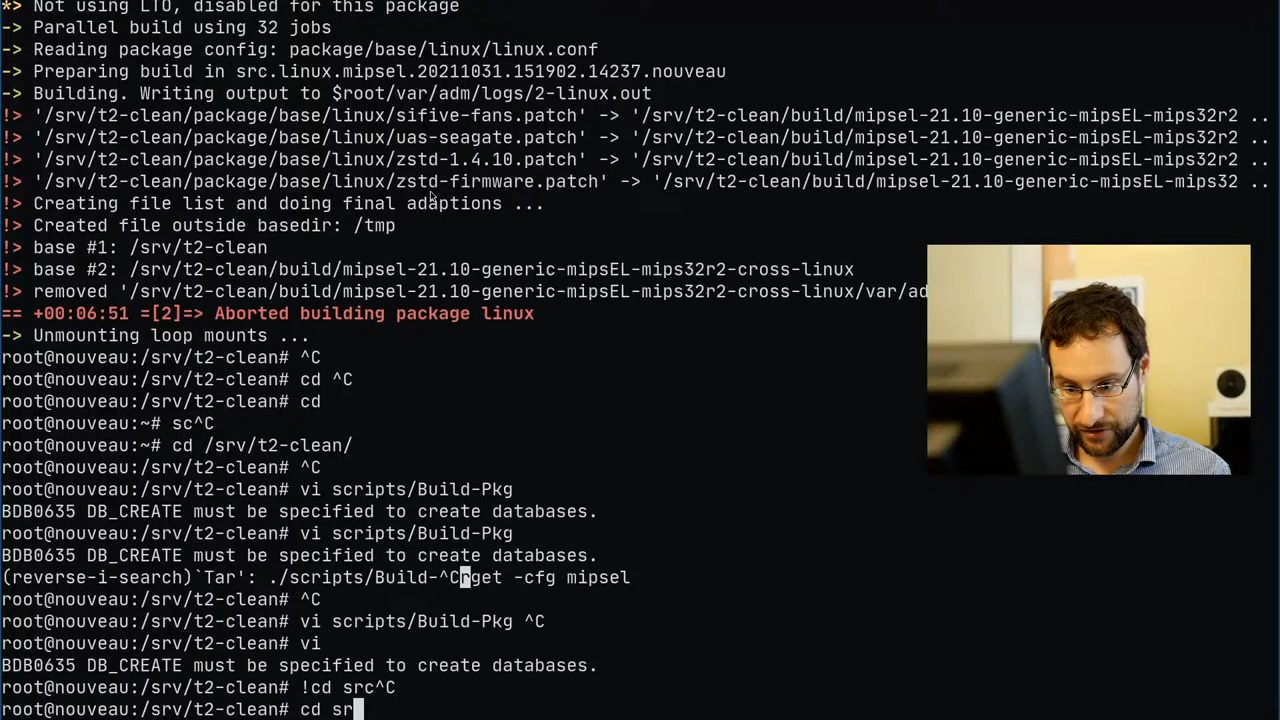 *> Not using LTO, disabled for this package
-> Parallel build using 32 jobs
-> Reading package config: package/base/linux/linux.conf
-> Preparing build in src.linux.mipsel.20211031.151902.14237.nouveau
-> Building. Writing output to $root/var/adm/logs/2-linux.out
!> '/srv/t2-clean/package/base/linux/sifive-fans.patch' -> '/srv/t2-clean/build/mipsel-21.10-generic-mipsEL-mips32r2 ..
!> '/srv/t2-clean/package/base/linux/uas-seagate.patch' -> '/srv/t2-clean/build/mipsel-21.10-generic-mipsEL-mips32r2 ..
!> '/srv/t2-clean/package/base/linux/zstd-1.4.10.patch' -> '/srv/t2-clean/build/mipsel-21.10-generic-mipsEL-mips32r2 ..
!> '/srv/t2-clean/package/base/linux/zstd-firmware.patch' -> '/srv/t2-clean/build/mipsel-21.10-generic-mipsEL-mips32 ..
!> Creating file list and doing final adaptions ...
!> Created file outside basedir: /tmp
!> base #1: /srv/t2-clean
!> base #2: /srv/t2-clean/build/mipsel-21.10-generic-mipsEL-mips32r2-cross-linux
!> removed '/srv/t2-clean/build/mipsel-21.10-generic-mipsEL-mips32r2-cross-linux/var/ad
== +00:06:51 =[2]=> Aborted building package linux
-> Unmounting loop mounts ...
root@nouveau:/srv/t2-clean# ^C
root@nouveau:/srv/t2-clean# cd ^C
root@nouveau:/srv/t2-clean# cd
root@nouveau:~# sc^C
root@nouveau:~# cd /srv/t2-clean/
root@nouveau:/srv/t2-clean# ^C
root@nouveau:/srv/t2-clean# vi scripts/Build-Pkg
BDB0635 DB_CREATE must be specified to create databases.
root@nouveau:/srv/t2-clean# vi scripts/Build-Pkg
BDB0635 DB_CREATE must be specified to create databases.
(reverse-i-search)`Tar': ./scripts/Build-^Crget -cfg mipsel
root@nouveau:/srv/t2-clean# ^C
root@nouveau:/srv/t2-clean# vi scripts/Build-Pkg ^C
root@nouveau:/srv/t2-clean# vi
BDB0635 DB_CREATE must be specified to create databases.
root@nouveau:/srv/t2-clean# !cd src^C
root@nouveau:/srv/t2-clean# cd sr